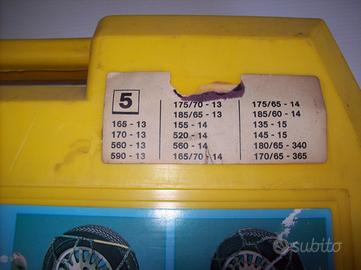 5
165 - 13
170 - 13
560 - 13
590 - 13
175/70 - 13
185/65 - 13
155 - 14
520 - 14
560 - 14
165/70 - 14
175/65 - 14
185/60 - 14
135 - 15
145 - 15
180/65 - 340
170/65 - 365
subito